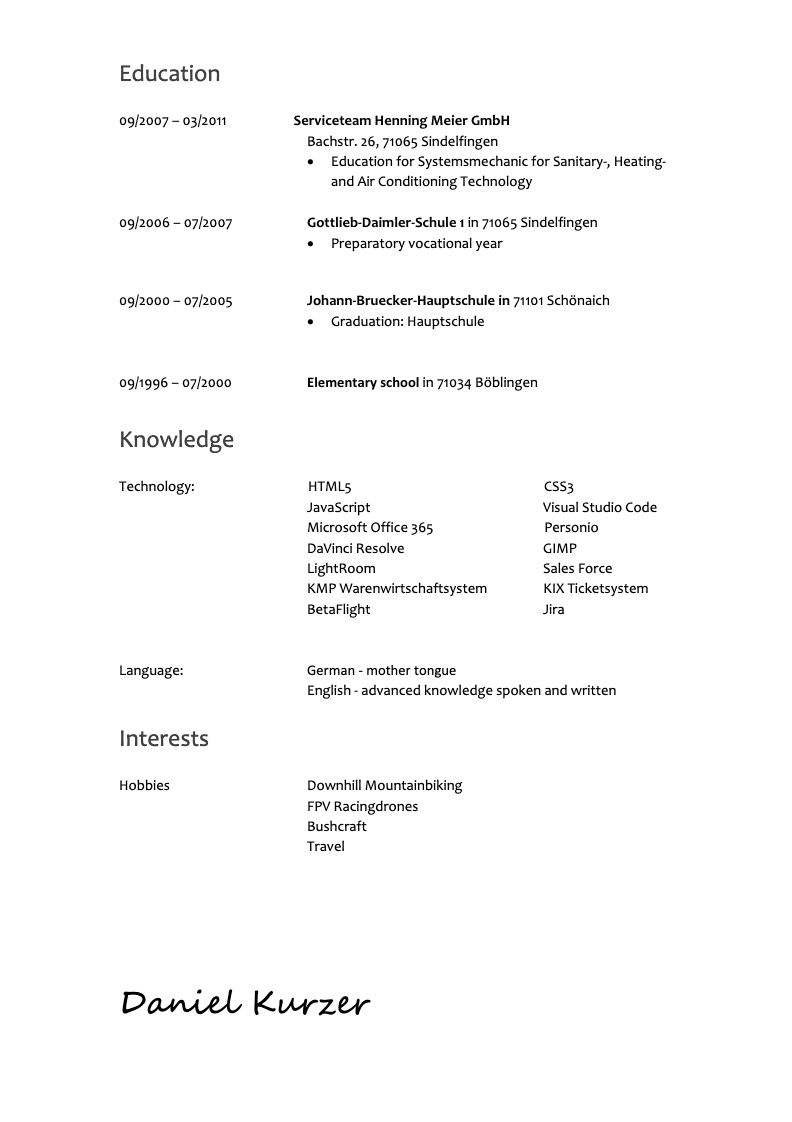 Education
09/2007 – 03/2011 Serviceteam Henning Meier GmbH
Bachstr. 26, 71065 Sindelfingen
• Education for Systemsmechanic for Sanitary-, Heating-
and Air Conditioning Technology
09/2006 – 07/2007 Gottlieb-Daimler-Schule 1 in 71065 Sindelfingen
• Preparatory vocational year
09/2000 – 07/2005 Johann-Bruecker-Hauptschule in 71101 Schönaich
• Graduation: Hauptschule
09/1996 – 07/2000 Elementary school in 71034 Böblingen
Knowledge
Technology: HTML5 CSS3
JavaScript Visual Studio Code
Microsoft Office 365 Personio
DaVinci Resolve GIMP
LightRoom Sales Force
KMP Warenwirtschaftsystem KIX Ticketsystem
BetaFlight Jira
Language: German - mother tongue
English - advanced knowledge spoken and written
Interests
Hobbies Downhill Mountainbiking
FPV Racingdrones
Bushcraft
Travel
Daniel Kurzer